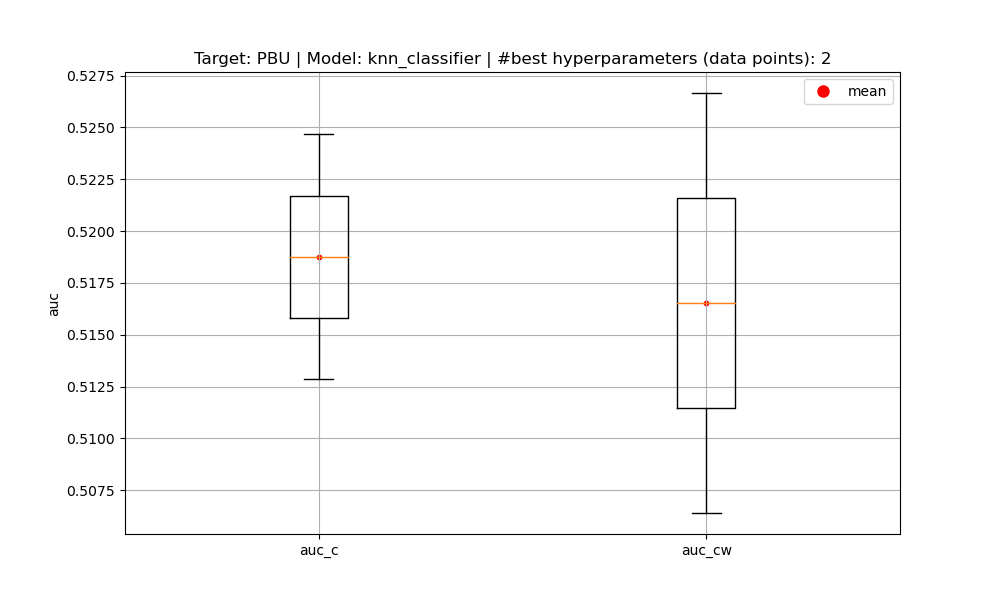 Target: PBU | Model: knn_classifier | #best hyperparameters (data points): 2
mean
auc
0.5275
0.5250
0.5225
0.5200
0.5175
0.5150
0.5125
0.5100
0.5075
auc_c
auc_cw